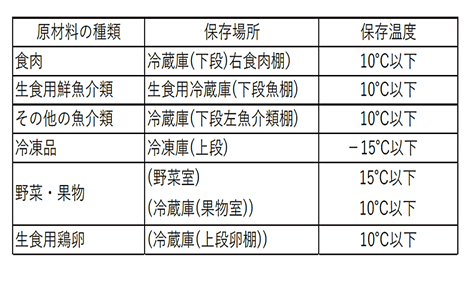 原材料の種類 保存場所 保存温度
食肉 冷蔵庫(下段)右食肉棚) 10℃以下
生食用鮮魚介類 生食用冷蔵庫(下段魚棚) 10℃以下
その他の魚介類 冷蔵庫(下段左魚介類棚) 10℃以下
冷凍品 冷凍庫(上段) −15℃以下
野菜・果物 (野菜室) 15℃以下
(冷蔵庫(果物室)) 10℃以下
生食用鶏卵 (冷蔵庫(上段卵棚)) 10℃以下